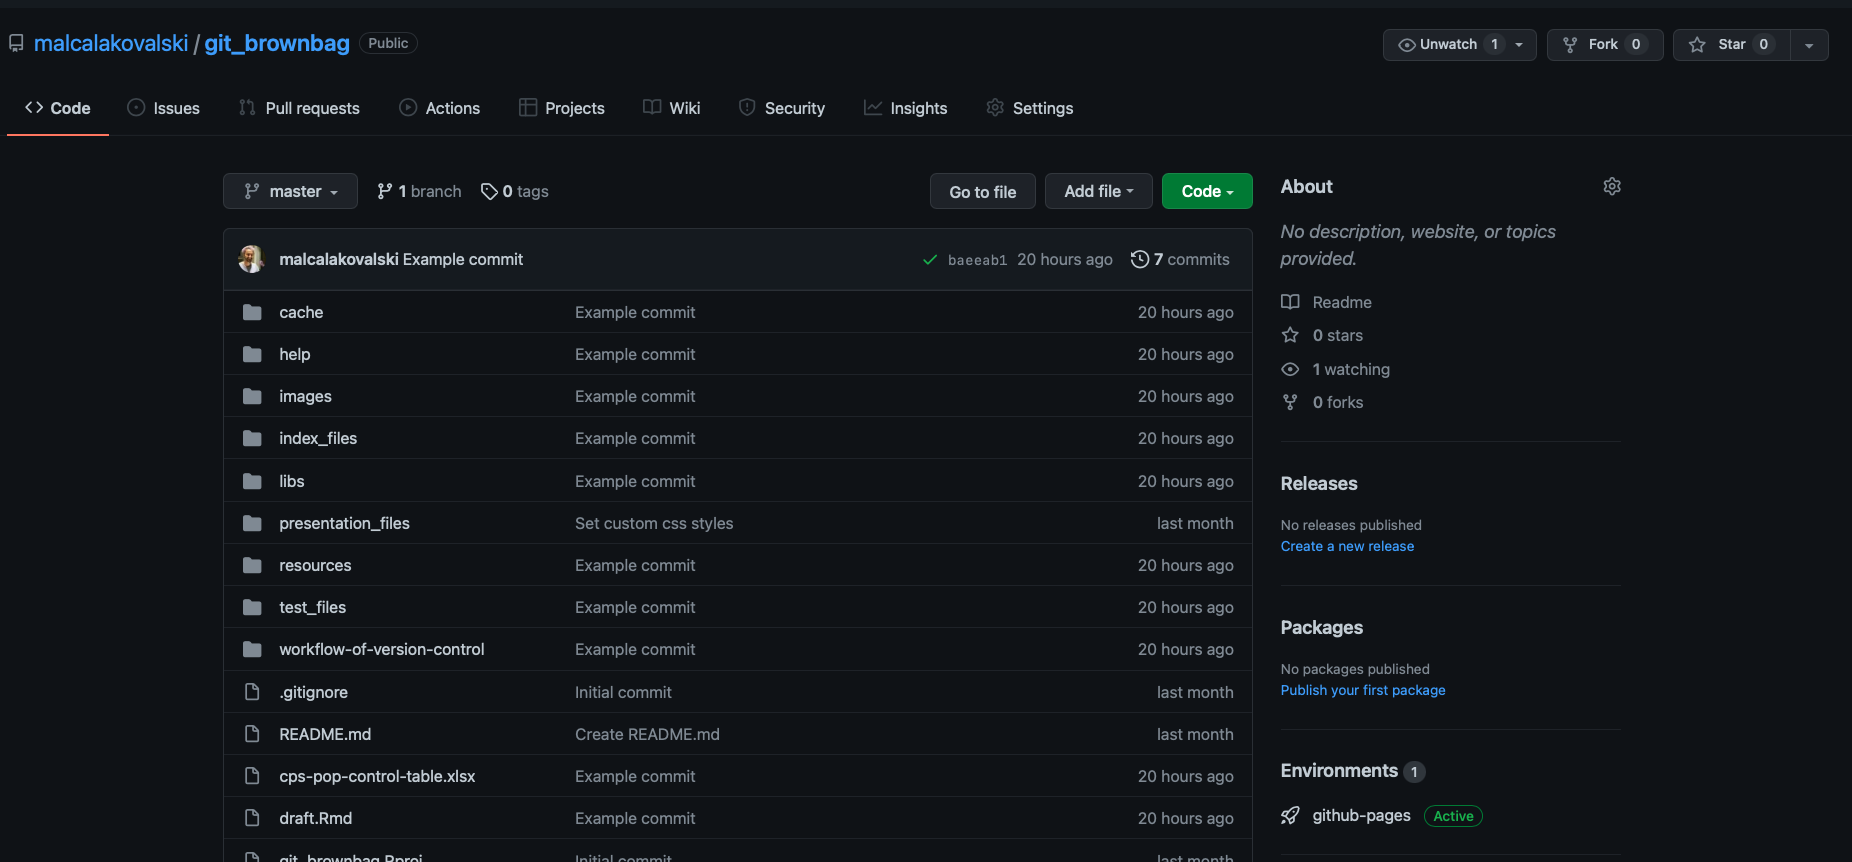 malcalakovalski / git_brownbag Public
Unwatch 1 Fork 0 Star 0
Code Issues Pull requests Actions Projects Wiki Security Insights Settings
master 1 branch 0 tags Go to file Add file Code
malcalakovalski Example commit baeeab1 20 hours ago 7 commits
cache Example commit 20 hours ago
help Example commit 20 hours ago
images Example commit 20 hours ago
index_files Example commit 20 hours ago
libs Example commit 20 hours ago
presentation_files Set custom css styles last month
resources Example commit 20 hours ago
test_files Example commit 20 hours ago
workflow-of-version-control Example commit 20 hours ago
.gitignore Initial commit last month
README.md Create README.md last month
cps-pop-control-table.xlsx Example commit 20 hours ago
draft.Rmd Example commit 20 hours ago
git_brownbag.Rproj Initial commit last month
About
No description, website, or topics
provided.
Readme
0 stars
1 watching
0 forks
Releases
No releases published
Create a new release
Packages
No packages published
Publish your first package
Environments 1
github-pages Active